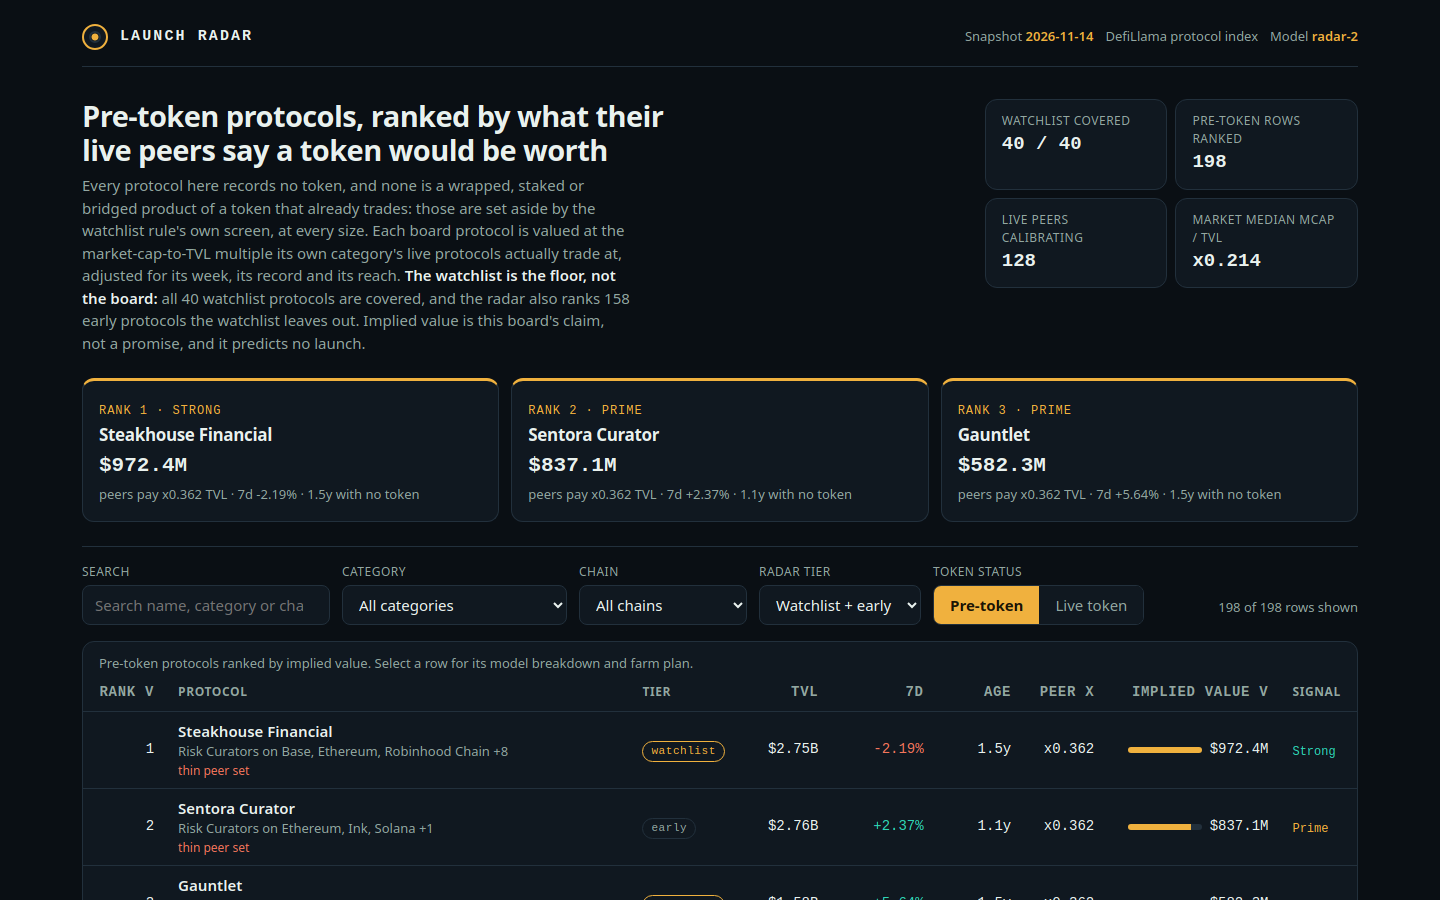 LAUNCH RADAR
Snapshot 2026-11-14 DefiLlama protocol index Model radar-2
Pre-token protocols, ranked by what their
live peers say a token would be worth
Every protocol here records no token, and none is a wrapped, staked or
bridged product of a token that already trades: those are set aside by the
watchlist rule's own screen, at every size. Each board protocol is valued at the
market-cap-to-TVL multiple its own category's live protocols actually trade at,
adjusted for its week, its record and its reach. The watchlist is the floor, not
the board: all 40 watchlist protocols are covered, and the radar also ranks 158
early protocols the watchlist leaves out. Implied value is this board's claim,
not a promise, and it predicts no launch.
WATCHLIST COVERED
40 / 40
PRE-TOKEN ROWS
RANKED
198
LIVE PEERS
CALIBRATING
128
MARKET MEDIAN MCAP
/ TVL
x0.214
RANK 1 · STRONG
Steakhouse Financial
$972.4M
peers pay x0.362 TVL · 7d -2.19% · 1.5y with no token
RANK 2 · PRIME
Sentora Curator
$837.1M
peers pay x0.362 TVL · 7d +2.37% · 1.1y with no token
RANK 3 · PRIME
Gauntlet
$582.3M
peers pay x0.362 TVL · 7d +5.64% · 1.5y with no token
SEARCH CATEGORY CHAIN RADAR TIER TOKEN STATUS
Search name, category or cha All categories All chains Watchlist + early Pre-token Live token 198 of 198 rows shown
Pre-token protocols ranked by implied value. Select a row for its model breakdown and farm plan.
RANK V PROTOCOL TIER TVL 7D AGE PEER X IMPLIED VALUE V SIGNAL
Steakhouse Financial
1 Risk Curators on Base, Ethereum, Robinhood Chain +8 watchlist $2.75B -2.19% 1.5y x0.362 $972.4M Strong
thin peer set
Sentora Curator
2 Risk Curators on Ethereum, Ink, Solana +1 early $2.76B +2.37% 1.1y x0.362 $837.1M Prime
thin peer set
Gauntlet